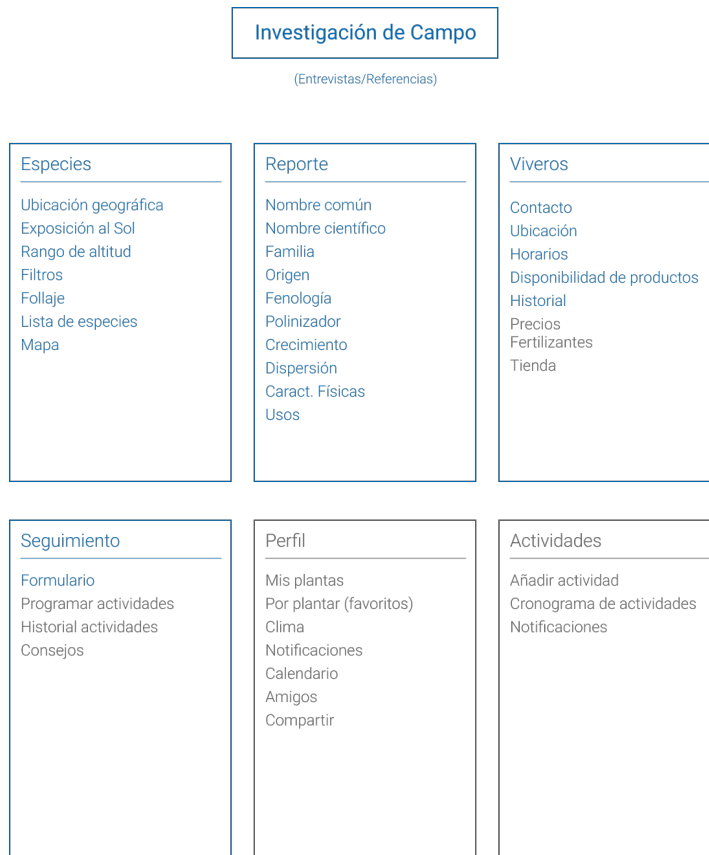 Investigación de Campo
(Entrevistas/Referencias)
Especies
Ubicación geográfica
Exposición al Sol
Rango de altitud
Filtros
Follaje
Lista de especies
Mapa
Reporte
Nombre común
Nombre científico
Familia
Origen
Fenología
Polinizador
Crecimiento
Dispersión
Caract. Físicas
Usos
Viveros
Contacto
Ubicación
Horarios
Disponibilidad de productos
Historial
Precios
Fertilizantes
Tienda
Seguimiento
Formulario
Programar actividades
Historial actividades
Consejos
Perfil
Mis plantas
Por plantar (favoritos)
Clima
Notificaciones
Calendario
Amigos
Compartir
Actividades
Añadir actividad
Cronograma de actividades
Notificaciones